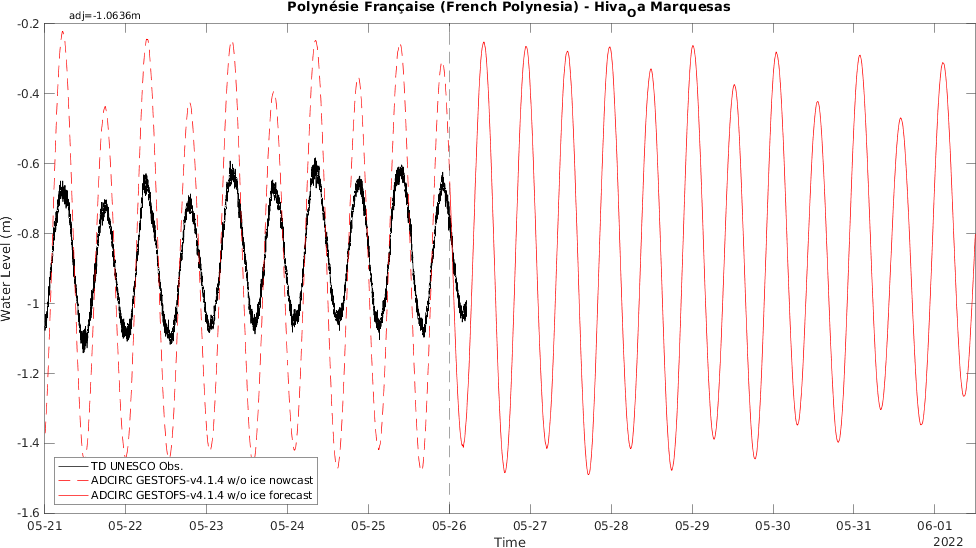 Polynésie Française (French Polynesia) - Hiva_Oa Marquesas
adj=-1.0636m
-0.2
-0.4
-0.6
-0.8
-1
-1.2
-1.4
-1.6
Water Level (m)
TD UNESCO Obs.
ADCIRC GESTOFS-v4.1.4 w/o ice nowcast
ADCIRC GESTOFS-v4.1.4 w/o ice forecast
05-21 05-22 05-23 05-24 05-25 05-26 05-27 05-28 05-29 05-30 05-31 06-01
Time
2022